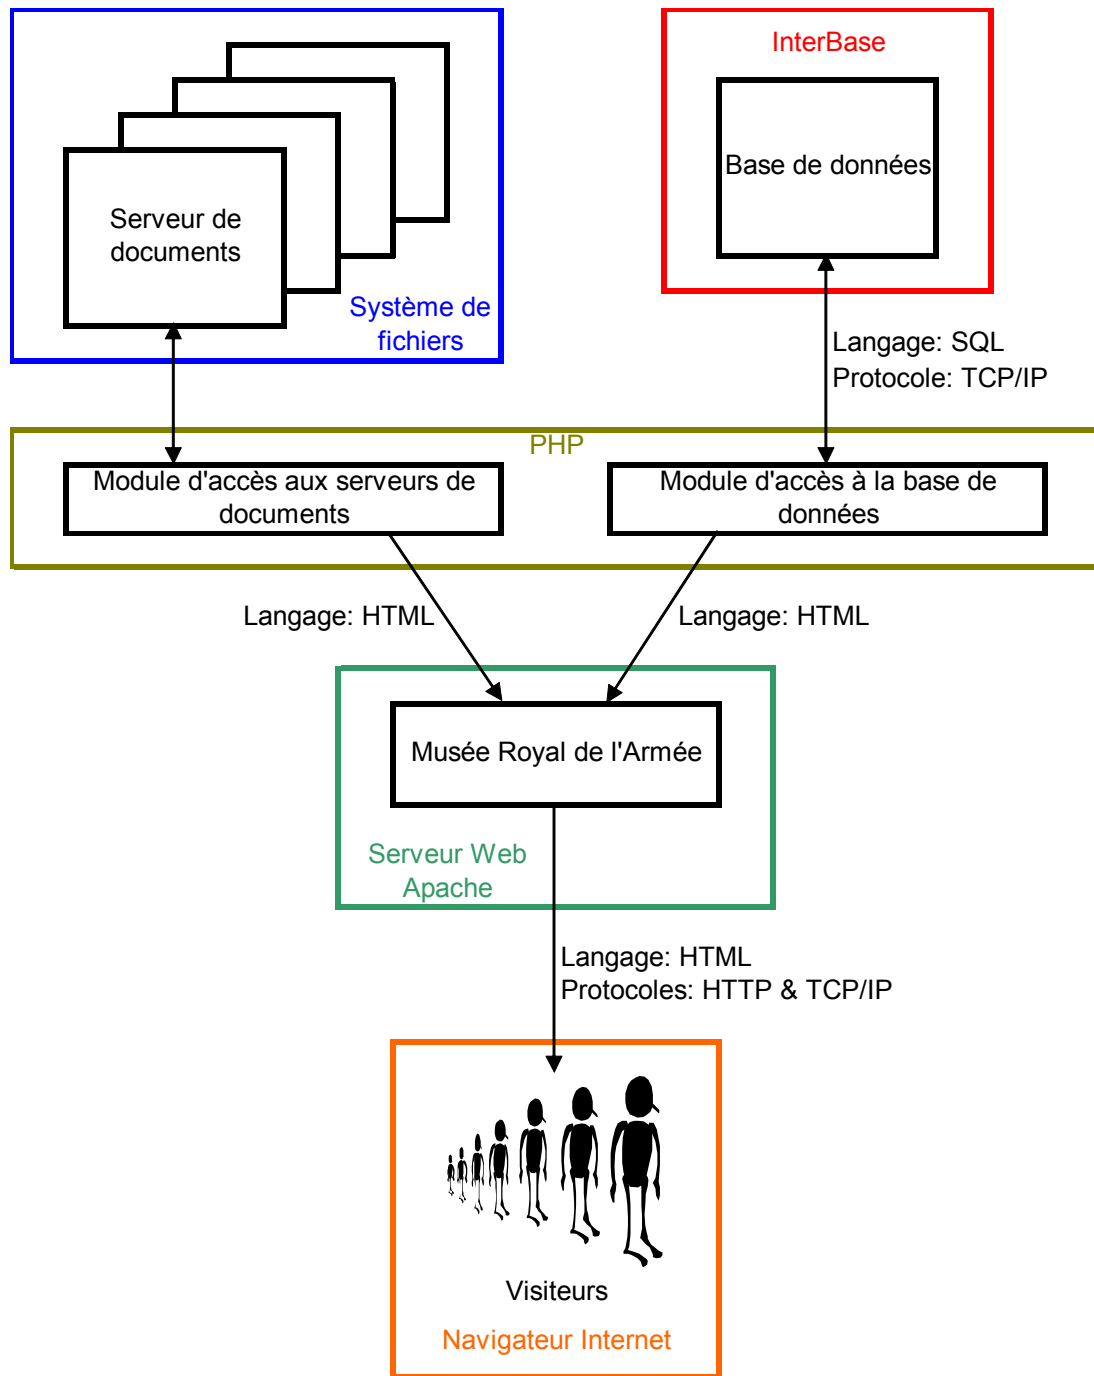 InterBase
Base de données
Serveur de
documents
Système de
fichiers
Langage: SQL
Protocole: TCP/IP
PHP
Module d'accès aux serveurs de
documents
Module d'accès à la base de
données
Langage: HTML
Langage: HTML
Musée Royal de l'Armée
Serveur Web
Apache
Langage: HTML
Protocoles: HTTP & TCP/IP
Visiteurs
Navigateur Internet